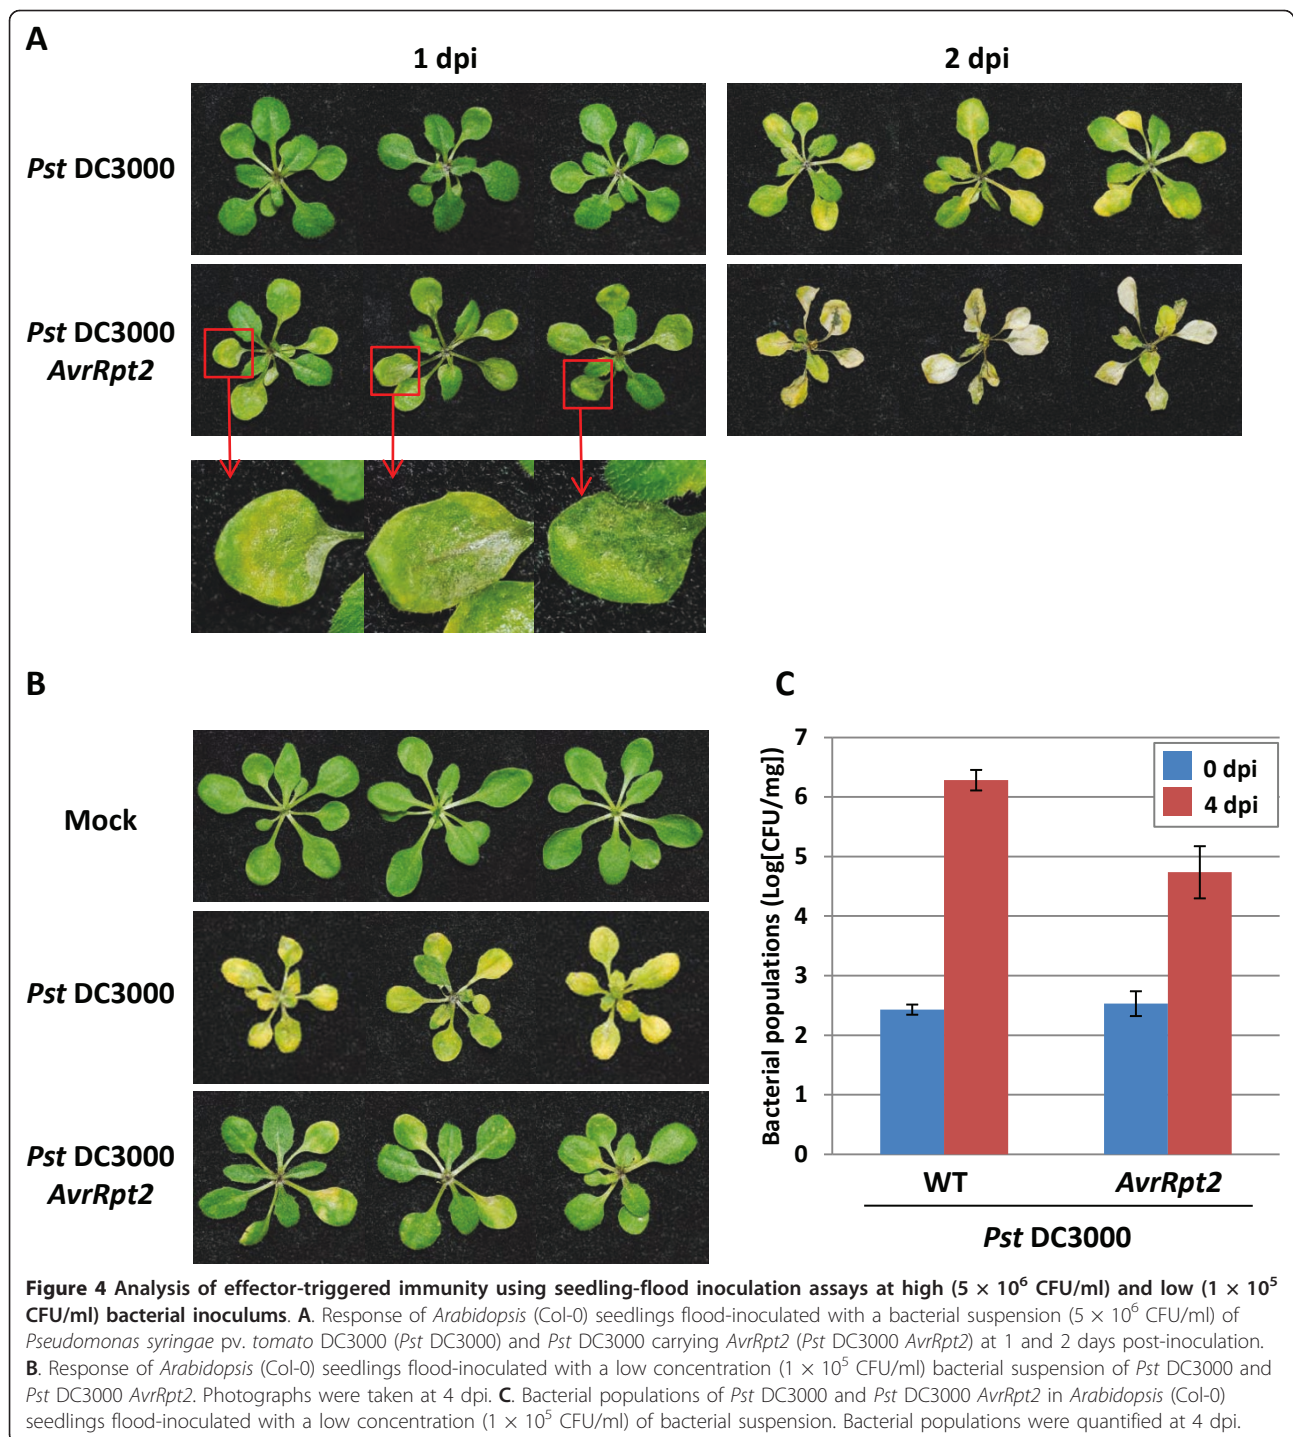 A
1 dpi
2 dpi
Pst DC3000
Pst DC3000
AvrRpt2
B
Mock
Pst DC3000
Pst DC3000
AvrRpt2
C
Bacterial populations (Log[CFU/mg])
7
6
5
4
3
2
1
0
0 dpi
4 dpi
WT
AvrRpt2
Pst DC3000
Figure 4 Analysis of effector-triggered immunity using seedling-flood inoculation assays at high (5 × 10⁶ CFU/ml) and low (1 × 10⁵
CFU/ml) bacterial inoculums. A. Response of Arabidopsis (Col-0) seedlings flood-inoculated with a bacterial suspension (5 × 10⁶ CFU/ml) of
Pseudomonas syringae pv. tomato DC3000 (Pst DC3000) and Pst DC3000 carrying AvrRpt2 (Pst DC3000 AvrRpt2) at 1 and 2 days post-inoculation.
B. Response of Arabidopsis (Col-0) seedlings flood-inoculated with a low concentration (1 × 10⁵ CFU/ml) bacterial suspension of Pst DC3000 and
Pst DC3000 AvrRpt2. Photographs were taken at 4 dpi. C. Bacterial populations of Pst DC3000 and Pst DC3000 AvrRpt2 in Arabidopsis (Col-0)
seedlings flood-inoculated with a low concentration (1 × 10⁵ CFU/ml) of bacterial suspension. Bacterial populations were quantified at 4 dpi.